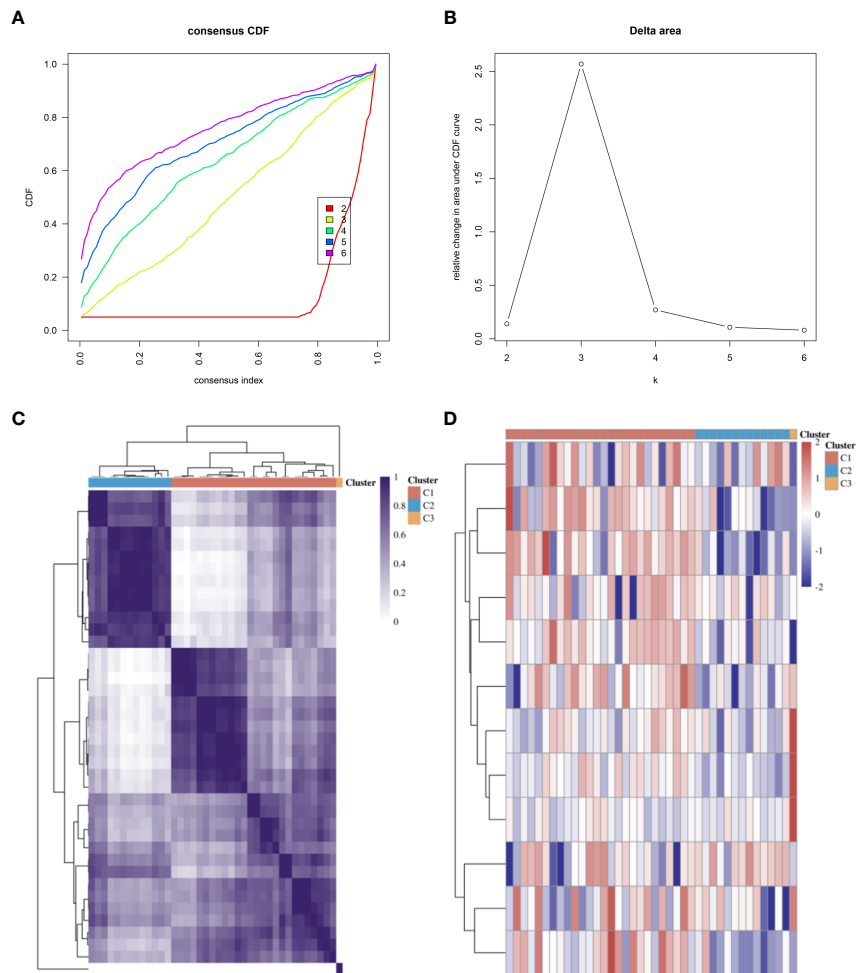 A
consensus CDF
CDF
1.0
0.8
0.6
0.4
0.2
0.0
2
3
4
5
6
0.0
0.2
0.4
0.6
0.8
1.0
consensus index
B
Delta area
relative change in area under CDF curve
2.5
2.0
1.5
1.0
0.5
0.0
2
3
4
5
6
k
C
Cluster
1
0.8
0.6
0.4
0.2
0
Cluster
C1
C2
C3
D
Cluster
2
1
0
-1
-2
Cluster
C1
C2
C3